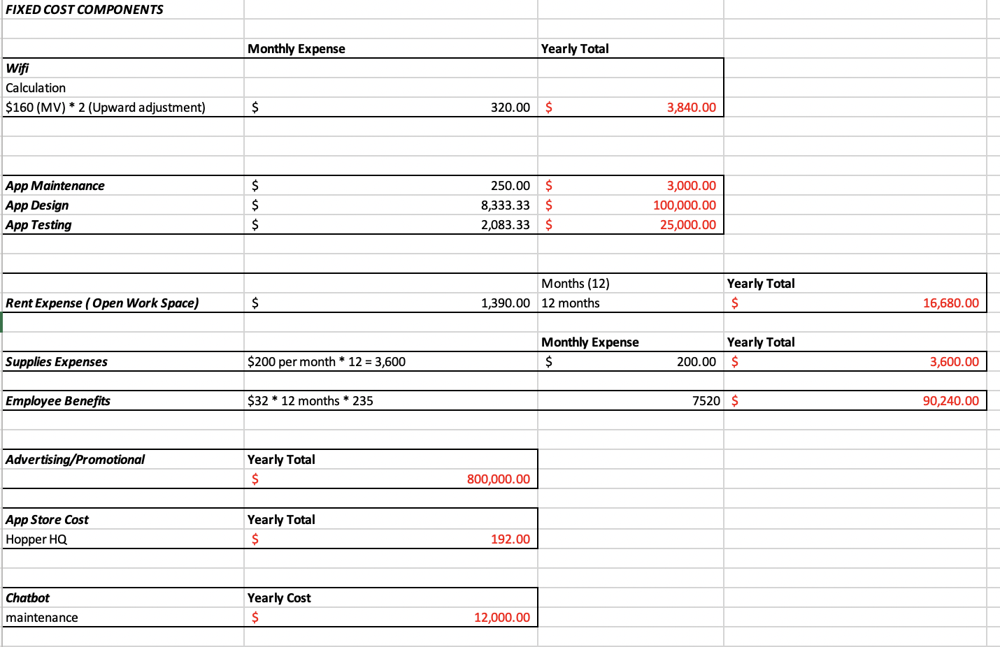 FIXED COST COMPONENTS
Monthly Expense Yearly Total
Wifi
Calculation
$160 (MV) * 2 (Upward adjustment) $ 320.00 $ 3,840.00
App Maintenance $ 250.00 $ 3,000.00
App Design $ 8,333.33 $ 100,000.00
App Testing $ 2,083.33 $ 25,000.00
Months (12) Yearly Total
Rent Expense ( Open Work Space) $ 1,390.00 12 months $ 16,680.00
Monthly Expense Yearly Total
Supplies Expenses $200 per month * 12 = 3,600 $ 200.00 $ 3,600.00
Employee Benefits $32 * 12 months * 235 7520 $ 90,240.00
Advertising/Promotional Yearly Total
$ 800,000.00
App Store Cost Yearly Total
Hopper HQ $ 192.00
Chatbot Yearly Cost
maintenance $ 12,000.00